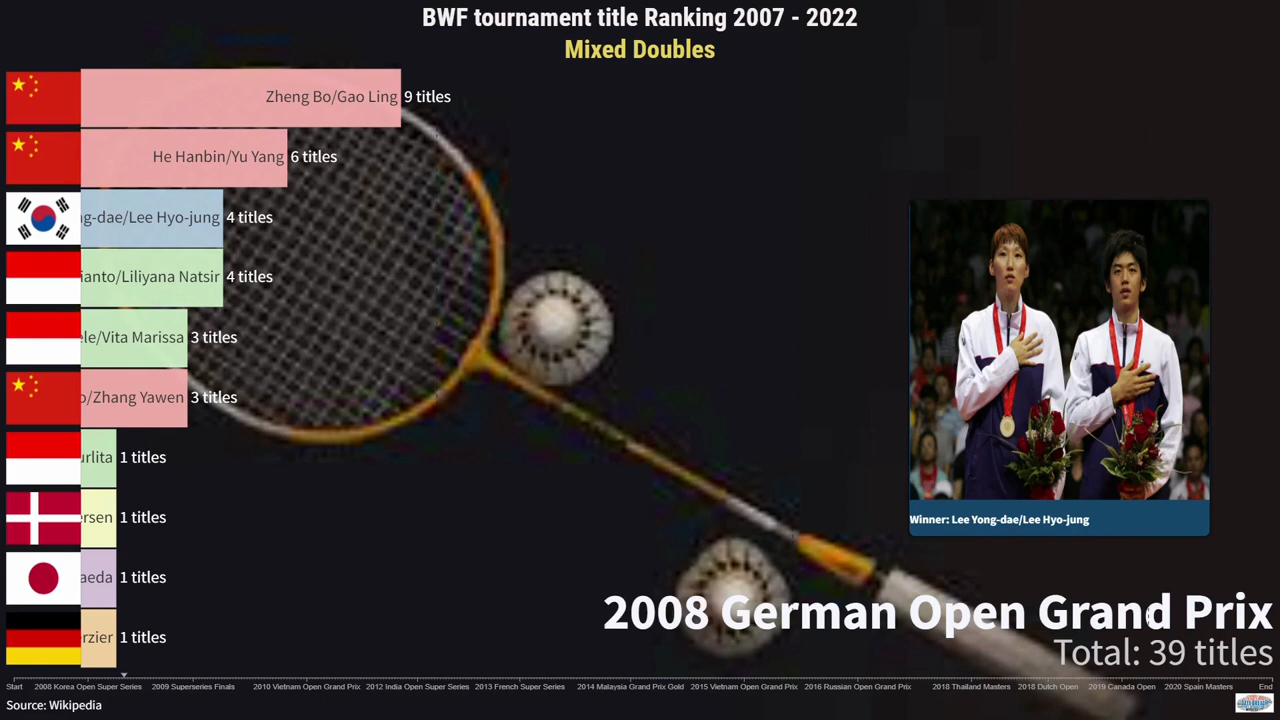 BWF tournament title Ranking 2007 - 2022
Mixed Doubles
Zheng Bo/Gao Ling 9 titles
He Hanbin/Yu Yang 6 titles
ng-dae/Lee Hyo-jung 4 titles
ianto/Liliyana Natsir 4 titles
ele/Vita Marissa 3 titles
o/Zhang Yawen 3 titles
urlita 1 titles
ersen 1 titles
aeda 1 titles
erzier 1 titles
Winner: Lee Yong-dae/Lee Hyo-jung
2008 German Open Grand Prix
Total: 39 titles
Start 2008 Korea Open Super Series 2009 Superseries Finals 2010 Vietnam Open Grand Prix 2012 India Open Super Series 2013 French Super Series 2014 Malaysia Grand Prix Gold 2015 Vietnam Open Grand Prix 2016 Russian Open Grand Prix 2018 Thailand Masters 2018 Dutch Open 2019 Canada Open 2020 Spain Masters End
Source: Wikipedia